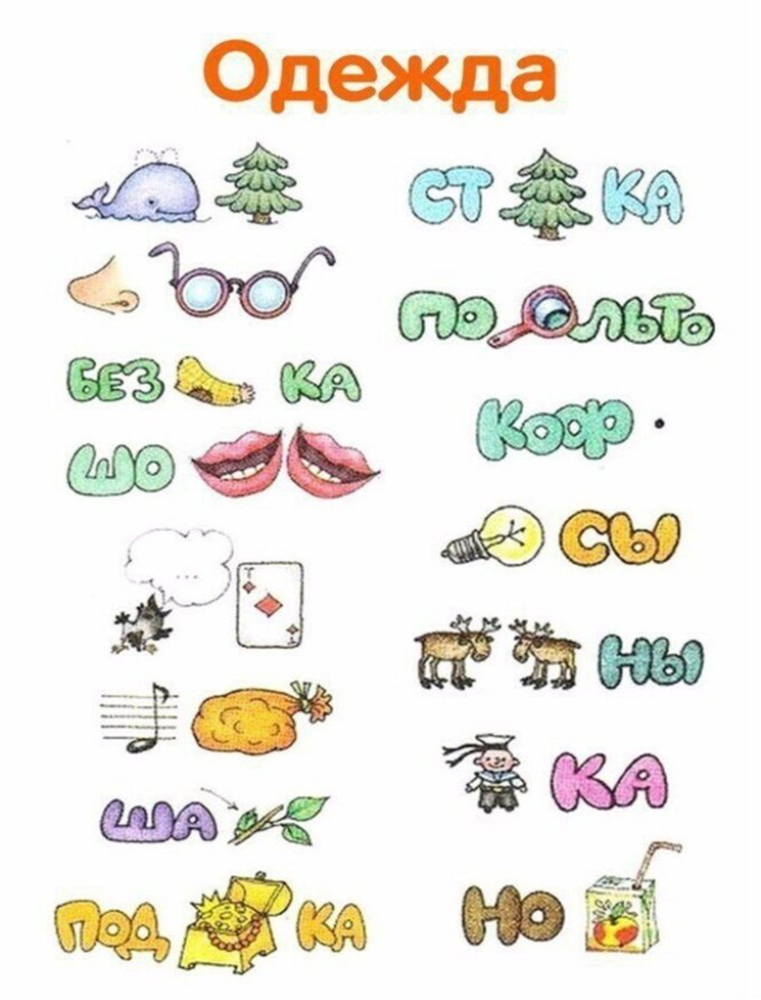 Одежда
СТ КА
ПО ЛЬТО
БЕЗ КА
КОФ .
ШО
СЫ
...
Т
Т
НЫ
КА
ША
НО
ПОД КА